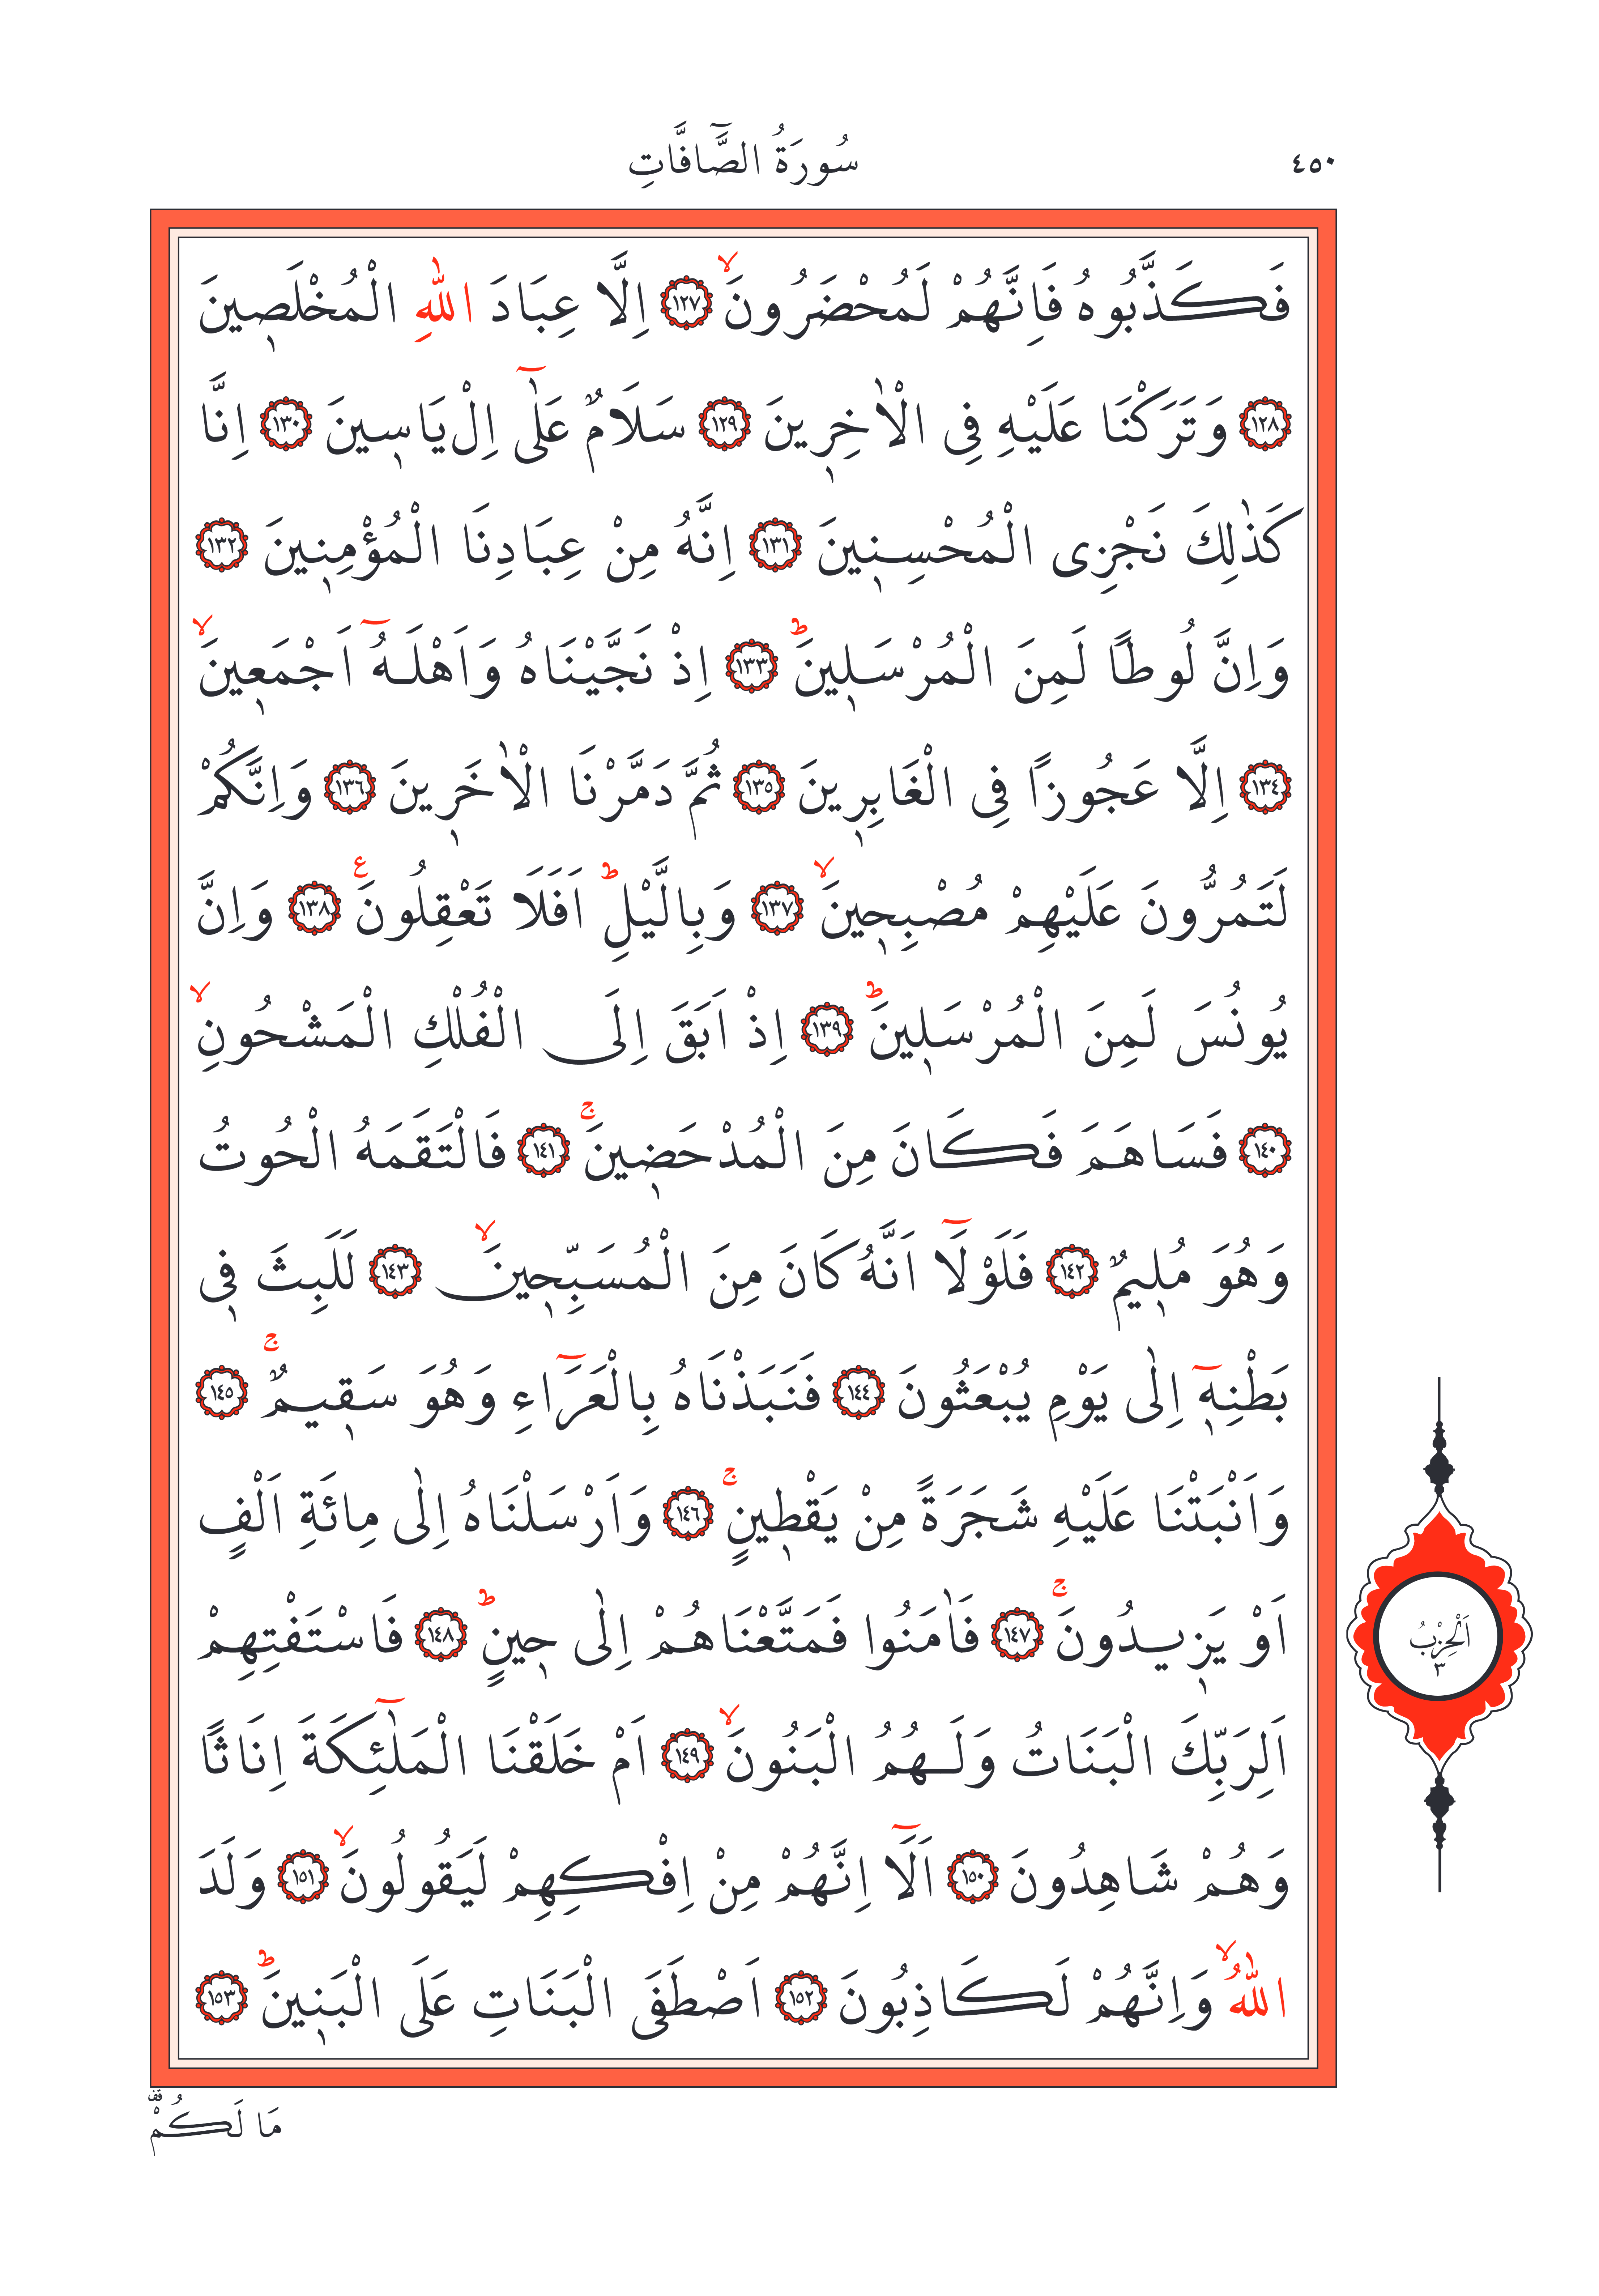 ٤٥٠
سُورَةُ الصَّٓافَّاتِ
فَكَذَّبُوهُ فَاِنَّهُمْ لَمُحْضَرُونَۙ ﴿١٢٧﴾ اِلَّا عِبَادَ اللّٰهِ الْمُخْلَص۪ينَ
﴿١٢٨﴾ وَتَرَكْنَا عَلَيْهِ فِى الْاٰخِر۪ينَ ﴿١٢٩﴾ سَلَامٌ عَلٰٓى اِلْ يَاس۪ينَ ﴿١٣٠﴾ اِنَّا
كَذٰلِكَ نَجْزِى الْمُحْسِن۪ينَ ﴿١٣١﴾ اِنَّهُ مِنْ عِبَادِنَا الْمُؤْمِن۪ينَ ﴿١٣٢﴾
وَاِنَّ لُوطًا لَمِنَ الْمُرْسَل۪ينَۜ ﴿١٣٣﴾ اِذْ نَجَّيْنَاهُ وَاَهْلَهُٓ اَجْمَع۪ينَۙ
﴿١٣٤﴾ اِلَّا عَجُوزًا فِى الْغَابِر۪ينَ ﴿١٣٥﴾ ثُمَّ دَمَّرْنَا الْاٰخَر۪ينَ ﴿١٣٦﴾ وَاِنَّكُمْ
لَتَمُرُّونَ عَلَيْهِمْ مُصْبِح۪ينَۙ ﴿١٣٧﴾ وَبِالَّيْلِۜ اَفَلَا تَعْقِلُونَ۟ ﴿١٣٨﴾ وَاِنَّ
يُونُسَ لَمِنَ الْمُرْسَل۪ينَۜ ﴿١٣٩﴾ اِذْ اَبَقَ اِلَى الْفُلْكِ الْمَشْحُونِۙ
﴿١٤٠﴾ فَسَاهَمَ فَكَانَ مِنَ الْمُدْحَض۪ينَۚ ﴿١٤١﴾ فَالْتَقَمَهُ الْحُوتُ
وَهُوَ مُل۪يمٌ ﴿١٤٢﴾ فَلَوْلَٓا اَنَّهُ كَانَ مِنَ الْمُسَبِّح۪ينَۙ ﴿١٤٣﴾ لَلَبِثَ ف۪ى
بَطْنِه۪ٓ اِلٰى يَوْمِ يُبْعَثُونَ ﴿١٤٤﴾ فَنَبَذْنَاهُ بِالْعَرَٓاءِ وَهُوَ سَق۪يمٌۚ ﴿١٤٥﴾
وَاَنْبَتْنَا عَلَيْهِ شَجَرَةً مِنْ يَقْط۪ينٍۚ ﴿١٤٦﴾ وَاَرْسَلْنَاهُ اِلٰى مِائَةِ اَلْفٍ
اَوْ يَز۪يدُونَۚ ﴿١٤٧﴾ فَاٰمَنُوا فَمَتَّعْنَاهُمْ اِلٰى ح۪ينٍۜ ﴿١٤٨﴾ فَاسْتَفْتِهِمْ
اَلِرَبِّكَ الْبَنَاتُ وَلَهُمُ الْبَنُونَۙ ﴿١٤٩﴾ اَمْ خَلَقْنَا الْمَلٰٓئِكَةَ اِنَاثًا
وَهُمْ شَاهِدُونَ ﴿١٥٠﴾ اَلَٓا اِنَّهُمْ مِنْ اِفْكِهِمْ لَيَقُولُونَۙ ﴿١٥١﴾ وَلَدَ
اللّٰهُۙ وَاِنَّهُمْ لَكَاذِبُونَ ﴿١٥٢﴾ اَصْطَفَى الْبَنَاتِ عَلَى الْبَن۪ينَۜ ﴿١٥٣﴾
مَا لَكُمْ۠
اَلْحِزْبُ
٣